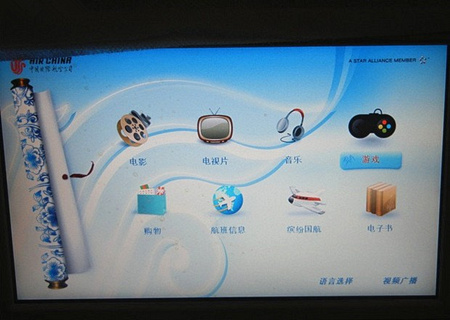 AIR CHINA
中国国际航空公司
A STAR ALLIANCE MEMBER
电影
电视片
音乐
游戏
购物
航班信息
缤纷国航
电子书
语言选择
视频广播